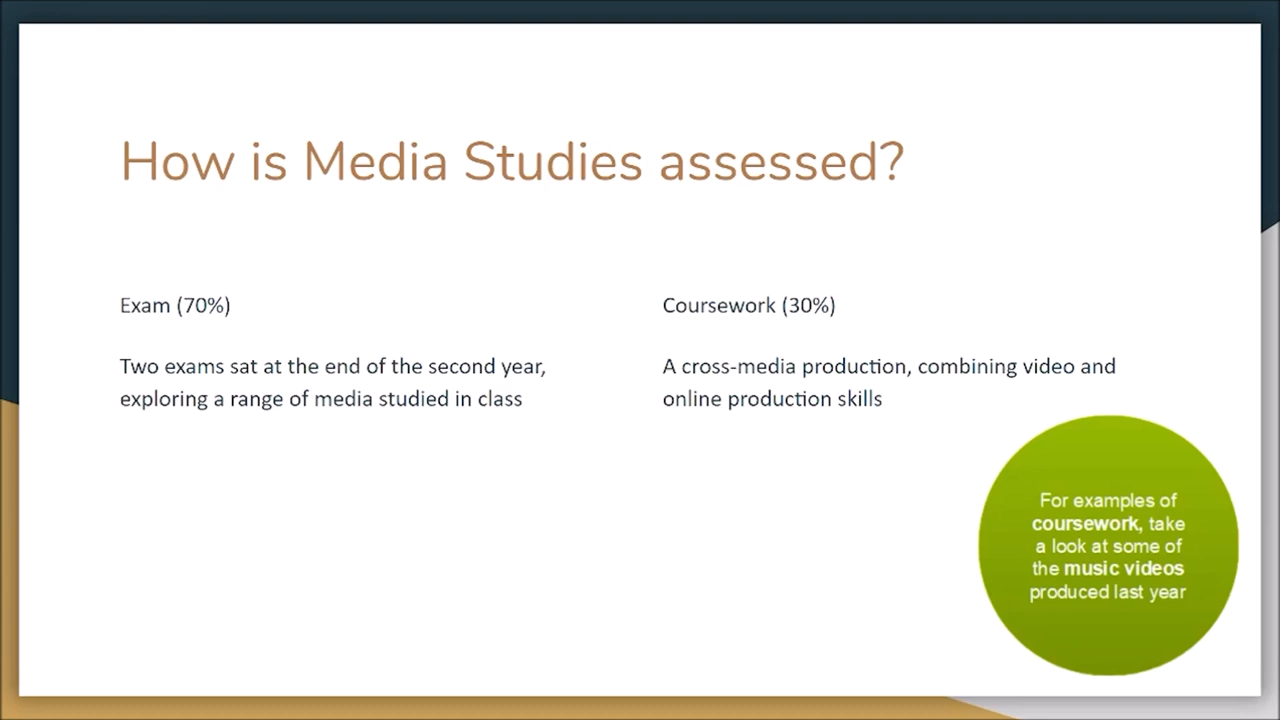 How is Media Studies assessed?
Exam (70%)
Two exams sat at the end of the second year,
exploring a range of media studied in class
Coursework (30%)
A cross-media production, combining video and
online production skills
For examples of
coursework, take
a look at some of
the music videos
produced last year